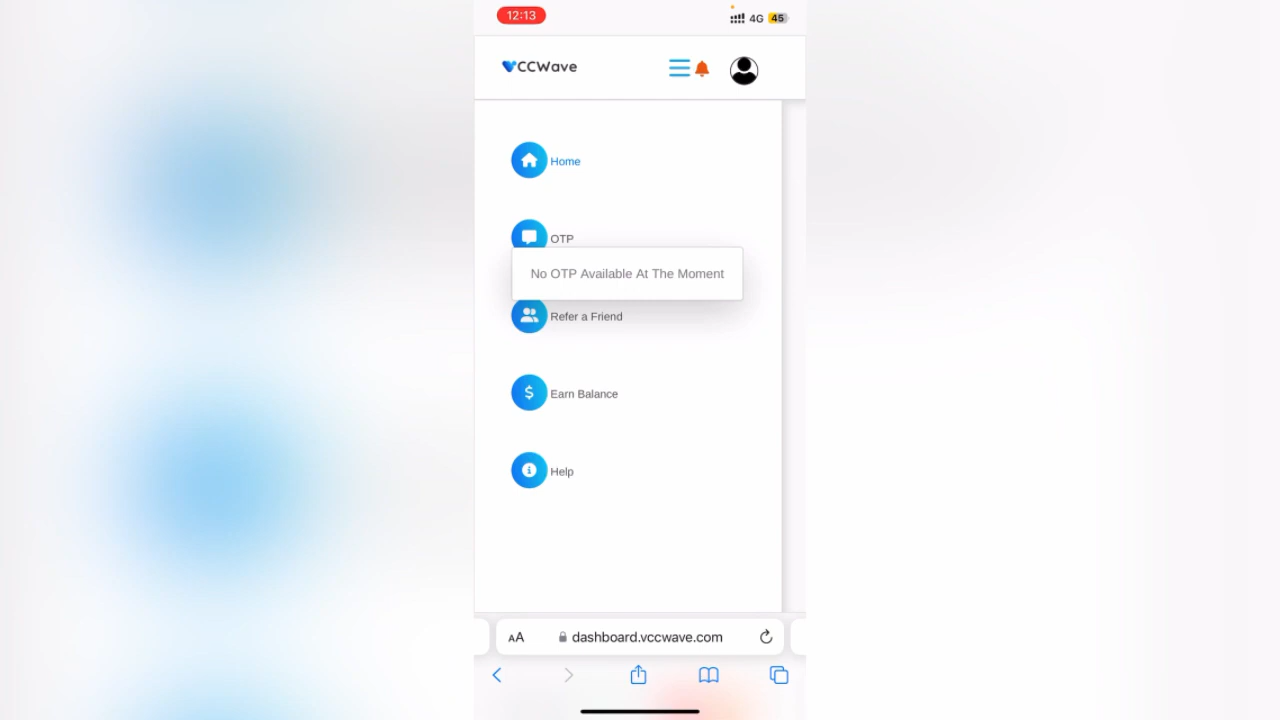 12:13
4G 45
VCCWave
Home
OTP
No OTP Available At The Moment
Refer a Friend
Earn Balance
Help
AA dashboard.vccwave.com